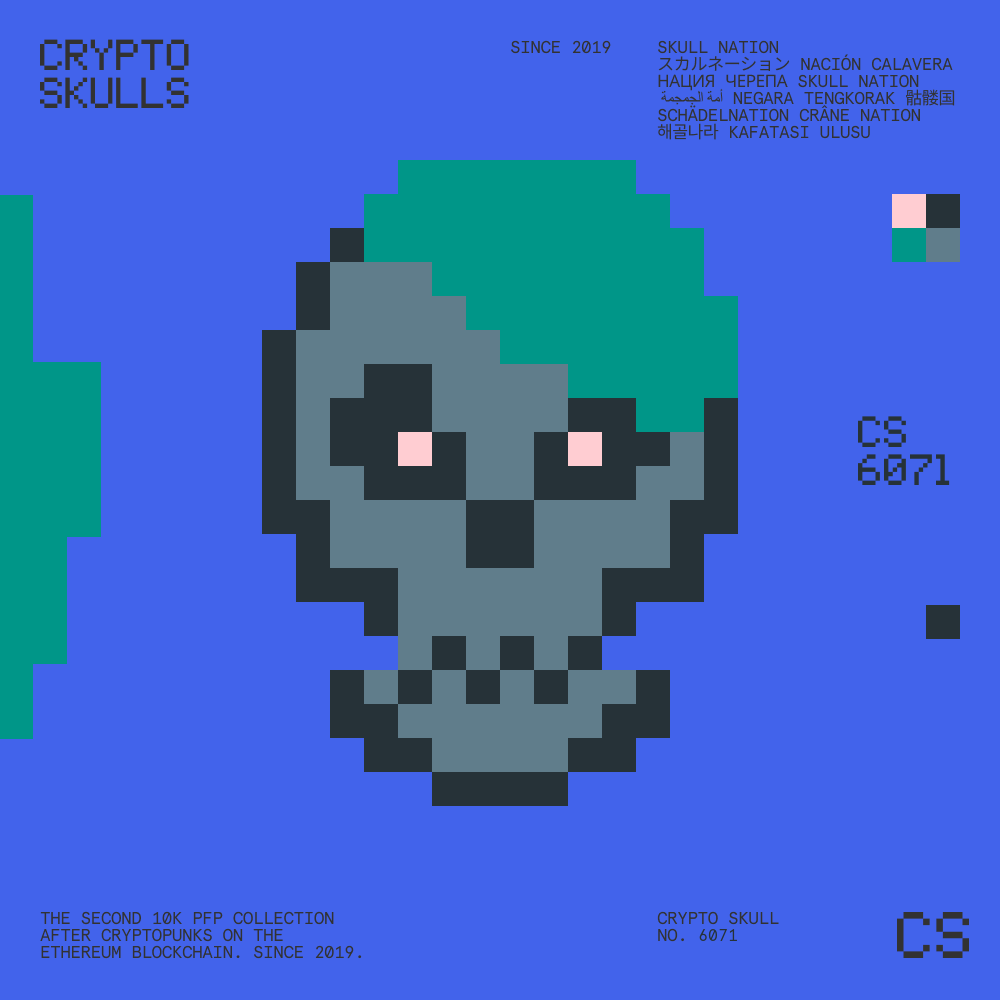 CRYPTO
SKULLS
SINCE 2019
SKULL NATION
スカルネーション NACIÓN CALAVERA
НАЦИЯ ЧЕРЕПА SKULL NATION
أمة الجمجمة NEGARA TENGKORAK 骷髅国
SCHÄDELNATION CRÂNE NATION
해골나라 KAFATASI ULUSU
CS
6071
THE SECOND 10K PFP COLLECTION
AFTER CRYPTOPUNKS ON THE
ETHEREUM BLOCKCHAIN. SINCE 2019.
CRYPTO SKULL
NO. 6071
CS